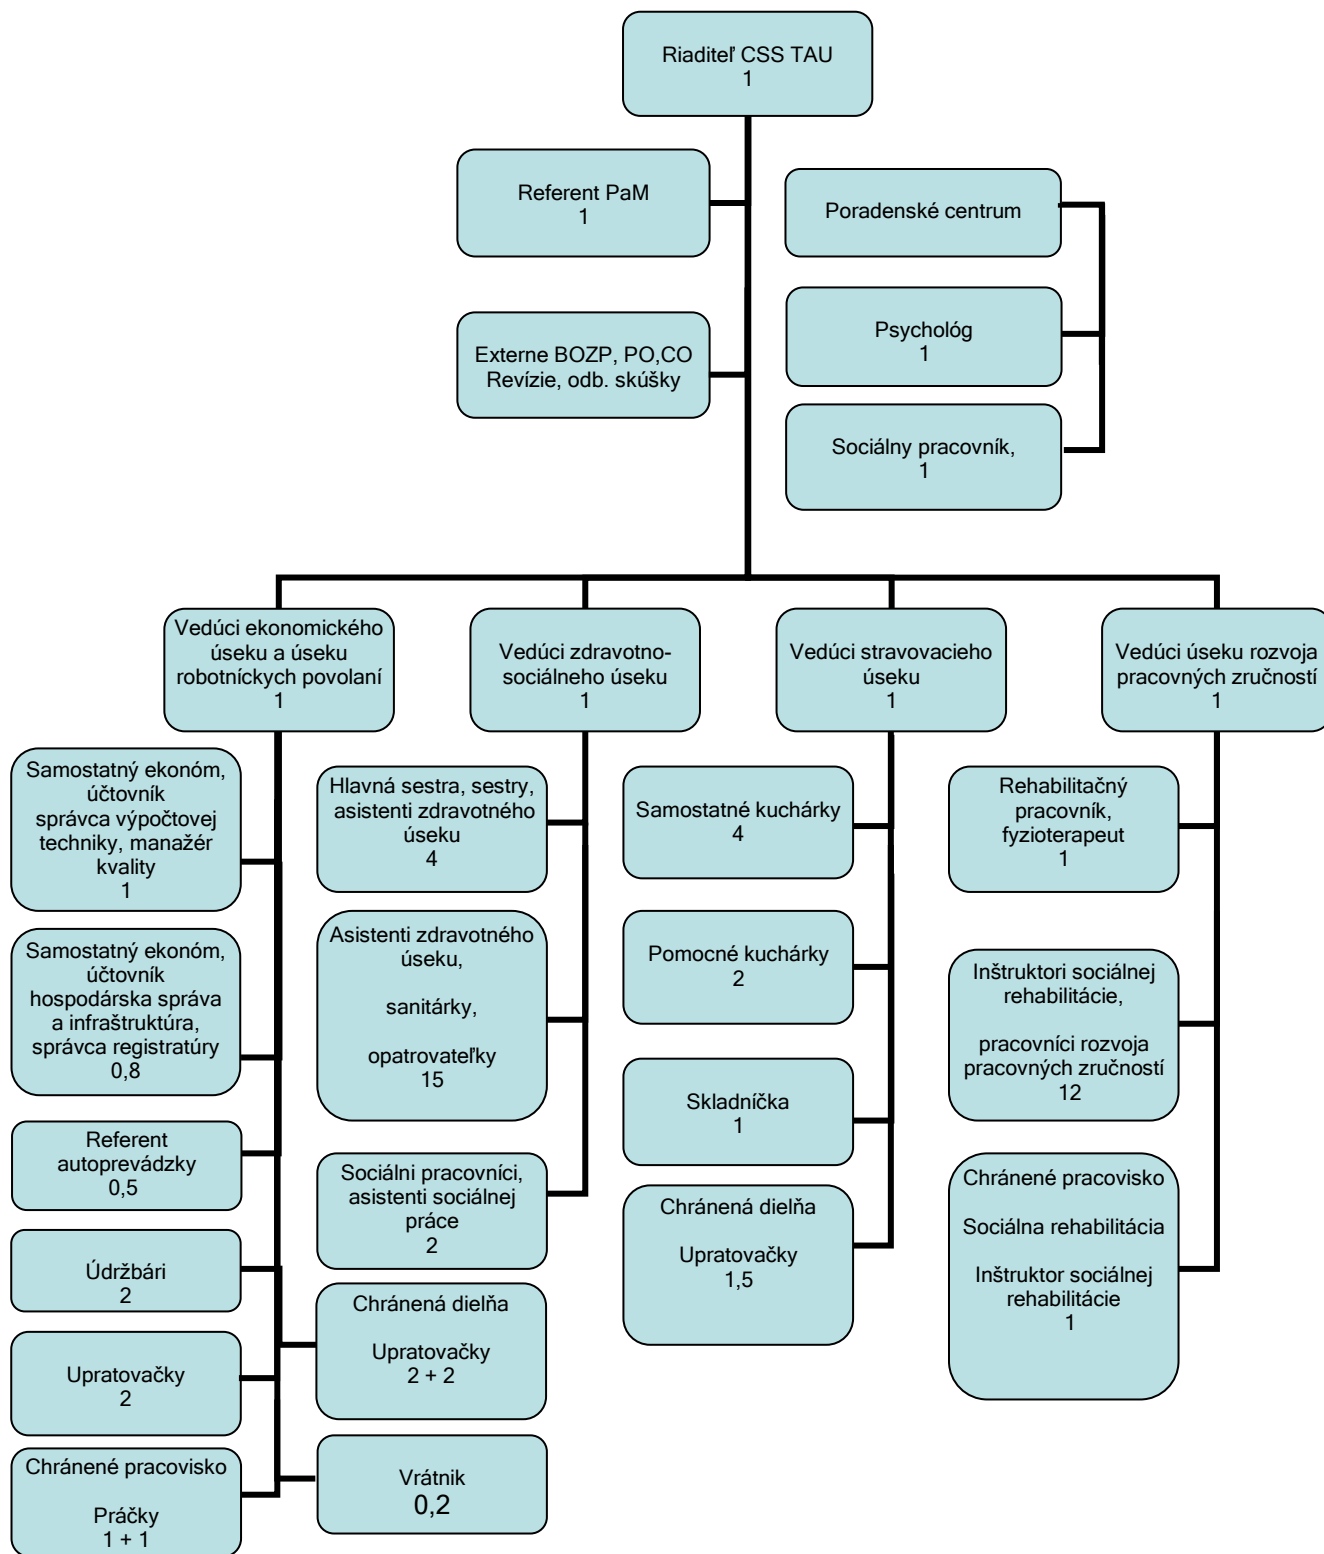 Riaditeľ CSS TAU
1
Referent PaM
1
Poradenské centrum
Externe BOZP, PO,CO
Revízie, odb. skúšky
Psychológ
1
Sociálny pracovník,
1
Vedúci ekonomického
úseku a úseku
robotníckych povolaní
1
Vedúci zdravotno-
sociálneho úseku
1
Vedúci stravovacieho
úseku
1
Vedúci úseku rozvoja
pracovných zručností
1
Samostatný ekonóm,
účtovník
správca výpočtovej
techniky, manažér
kvality
1
Samostatný ekonóm,
účtovník
hospodárska správa
a infraštruktúra,
správca registratúry
0,8
Referent
autoprevádzky
0,5
Údržbári
2
Upratovačky
2
Chránené pracovisko
Práčky
1 + 1
Hlavná sestra, sestry,
asistenti zdravotného
úseku
4
Asistenti zdravotného
úseku,
sanitárky,
opatrovateľky
15
Sociálni pracovníci,
asistenti sociálnej
práce
2
Chránená dielňa
Upratovačky
2 + 2
Vrátnik
0,2
Samostatné kuchárky
4
Pomocné kuchárky
2
Skladníčka
1
Chránená dielňa
Upratovačky
1,5
Rehabilitačný
pracovník,
fyzioterapeut
1
Inštruktori sociálnej
rehabilitácie,
pracovníci rozvoja
pracovných zručností
12
Chránené pracovisko
Sociálna rehabilitácia
Inštruktor sociálnej
rehabilitácie
1